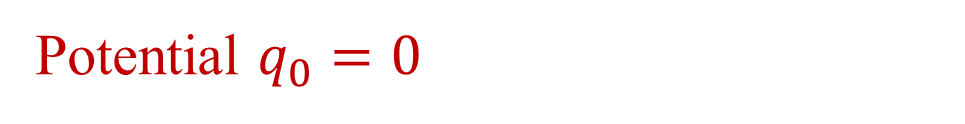 Potential q₀ = 0